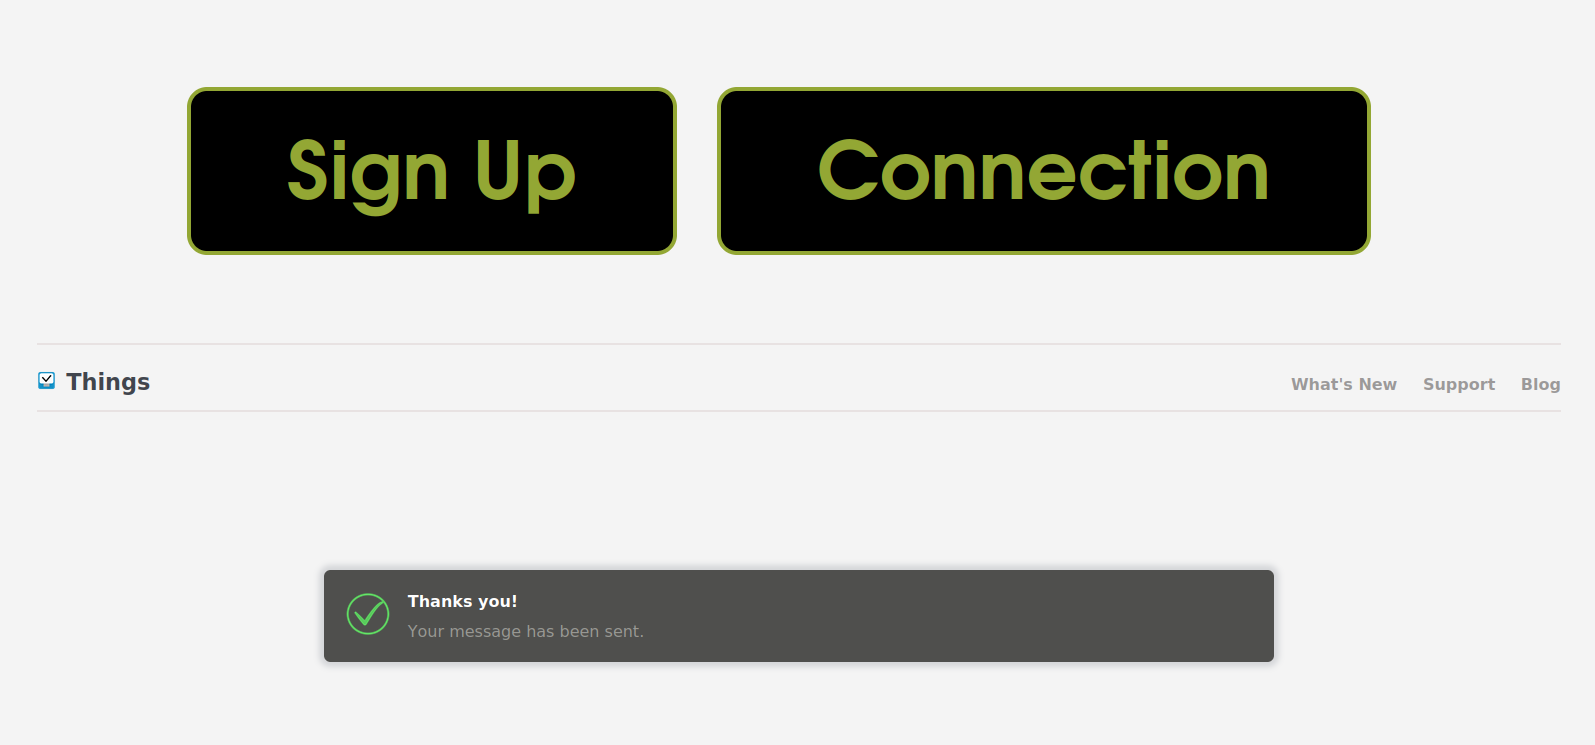 Sign Up
Connection
Things
What's New
Support
Blog
Thanks you!
Your message has been sent.